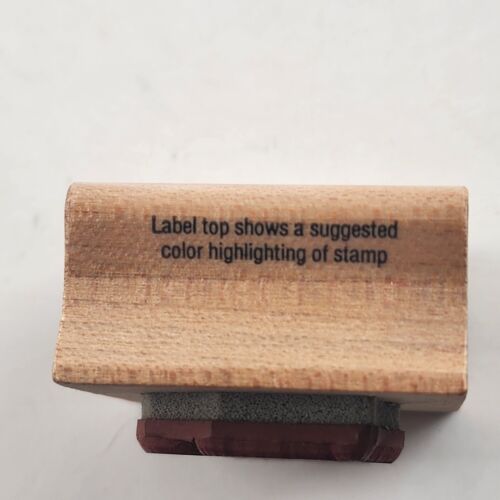 Label top shows a suggested
color highlighting of stamp